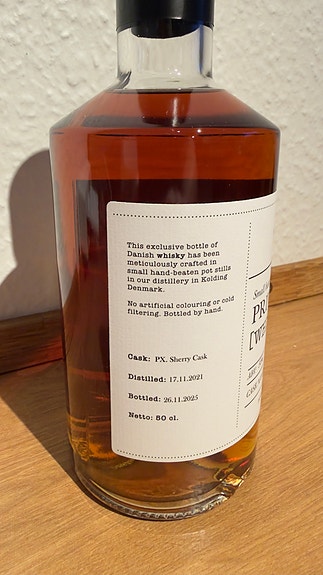 This exclusive bottle of
Danish whisky has been
meticulously crafted in
small hand-beaten pot stills
in our distillery in Kolding
Denmark.
No artificial colouring or cold
filtering. Bottled by hand.
Cask: PX. Sherry Cask
Distilled: 17.11.2021
Bottled: 26.11.2025
Netto: 50 cl.
Small